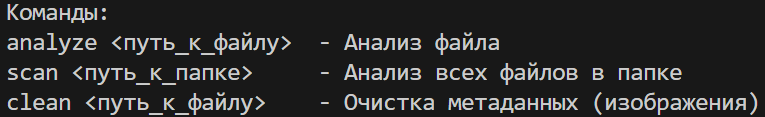 Команды:
analyze <путь_к_файлу>  - Анализ файла
scan <путь_к_папке>     - Анализ всех файлов в папке
clean <путь_к_файлу>    - Очистка метаданных (изображения)